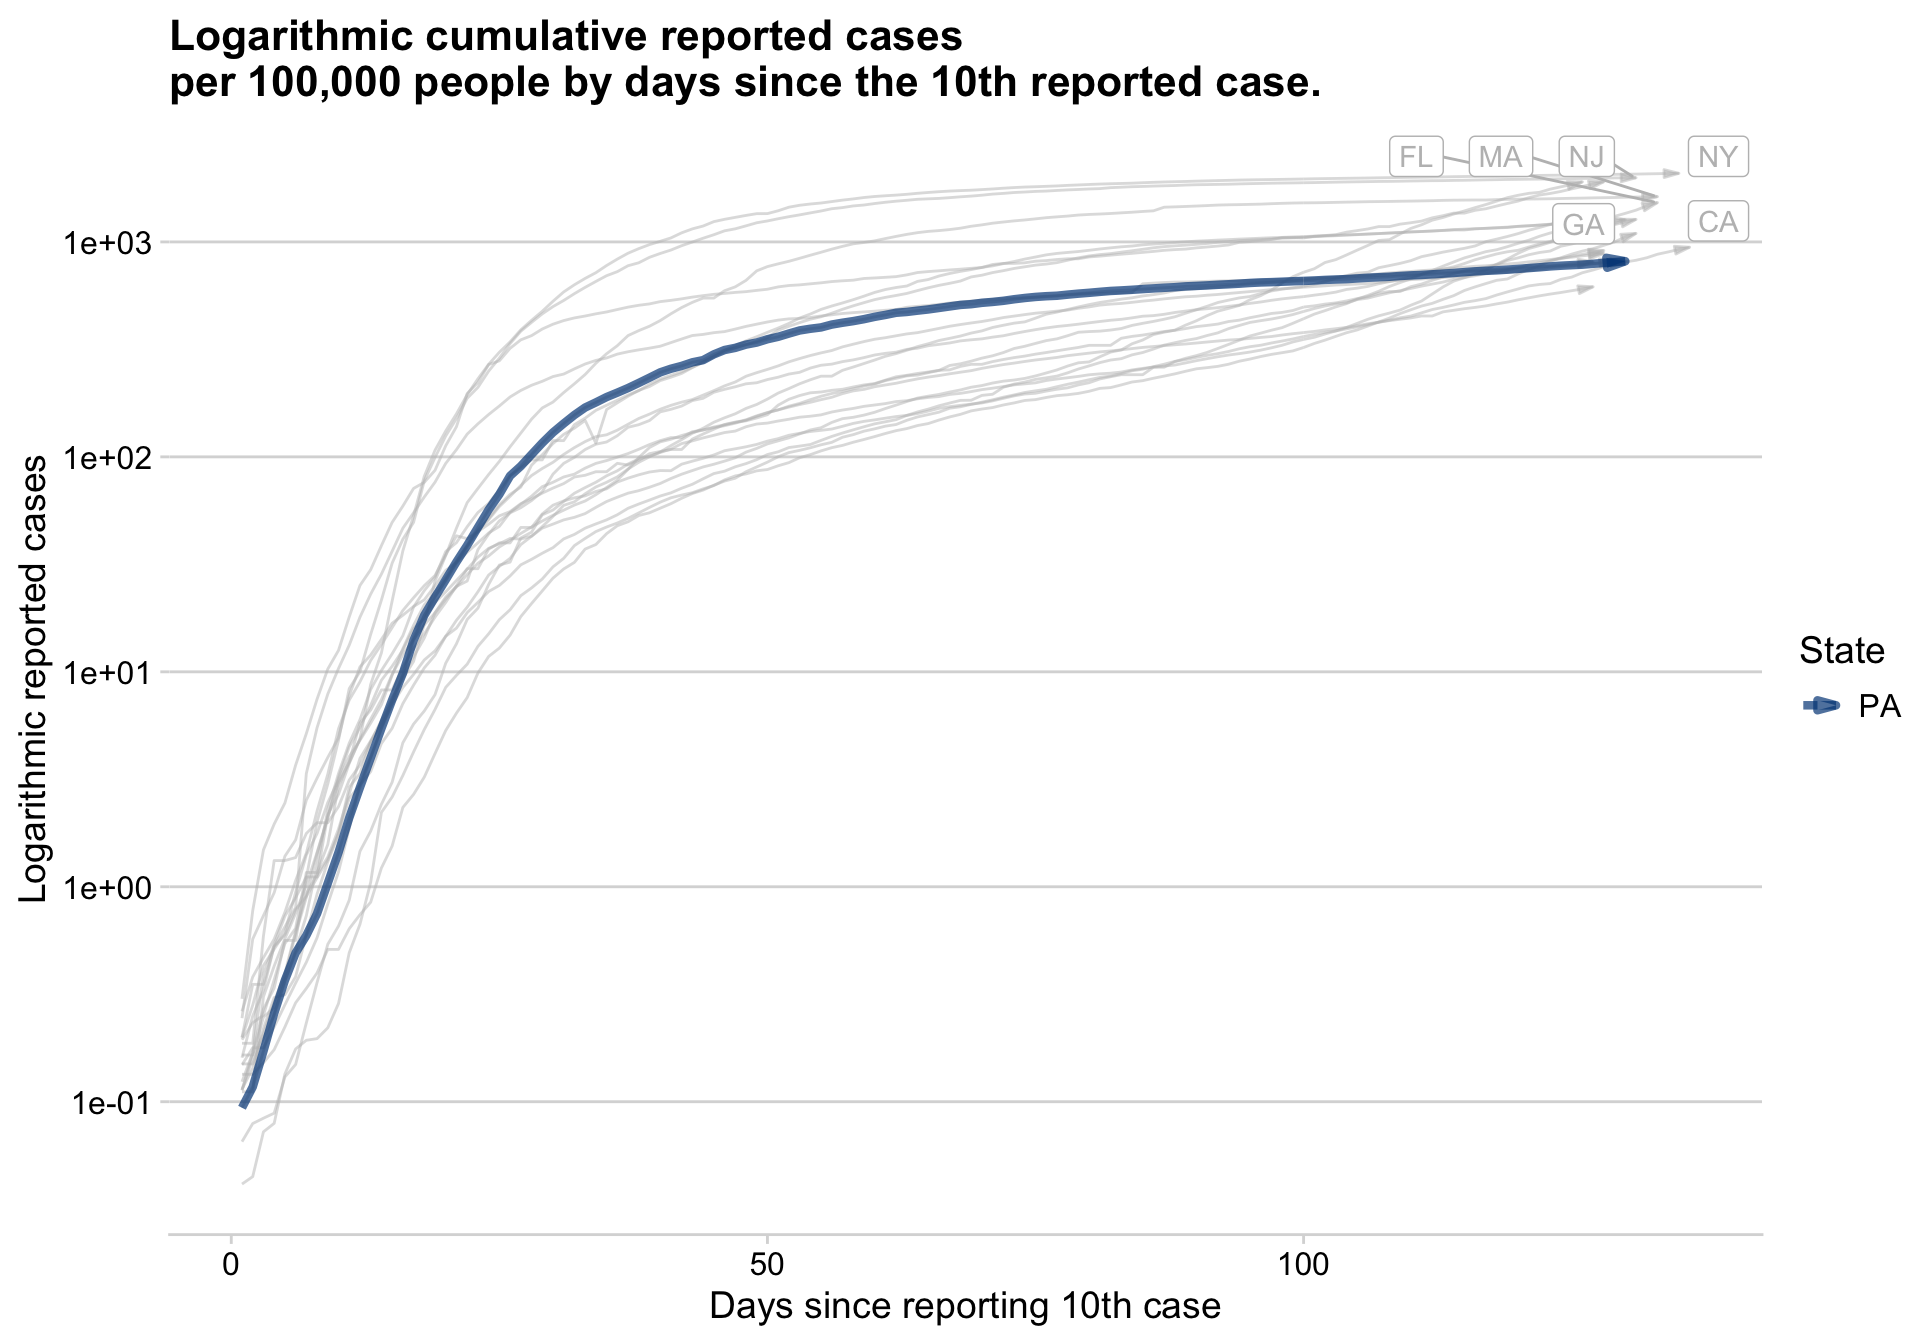 Logarithmic cumulative reported cases
per 100,000 people by days since the 10th reported case.
FL
MA
NJ
NY
GA
CA
1e+03
1e+02
1e+01
1e+00
1e-01
Logarithmic reported cases
State
PA
0
50
100
Days since reporting 10th case